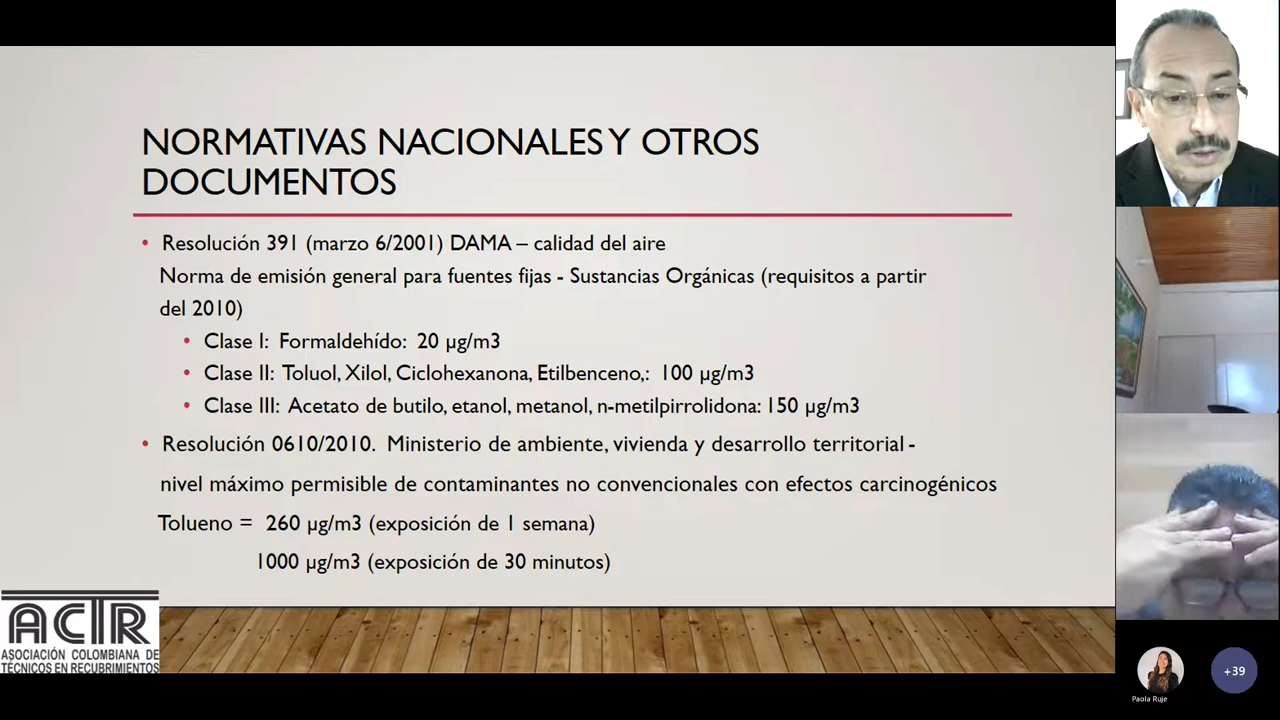 NORMATIVAS NACIONALES Y OTROS
DOCUMENTOS
• Resolución 391 (marzo 6/2001) DAMA – calidad del aire
Norma de emisión general para fuentes fijas - Sustancias Orgánicas (requisitos a partir
del 2010)
• Clase I: Formaldehído: 20 µg/m3
• Clase II: Toluol, Xilol, Ciclohexanona, Etilbenceno,: 100 µg/m3
• Clase III: Acetato de butilo, etanol, metanol, n-metilpirrolidona: 150 µg/m3
• Resolución 0610/2010. Ministerio de ambiente, vivienda y desarrollo territorial -
nivel máximo permisible de contaminantes no convencionales con efectos carcinogénicos
Tolueno = 260 µg/m3 (exposición de 1 semana)
1000 µg/m3 (exposición de 30 minutos)
ACTR
ASOCIACIÓN COLOMBIANA DE
TÉCNICOS EN RECUBRIMIENTOS
Paola Ruje
+39